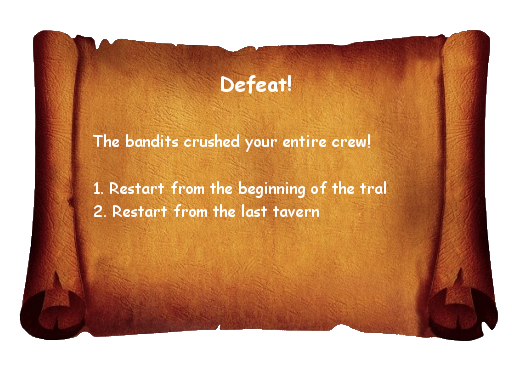 Defeat!
The bandits crushed your entire crew!
1. Restart from the beginning of the tral
2. Restart from the last tavern